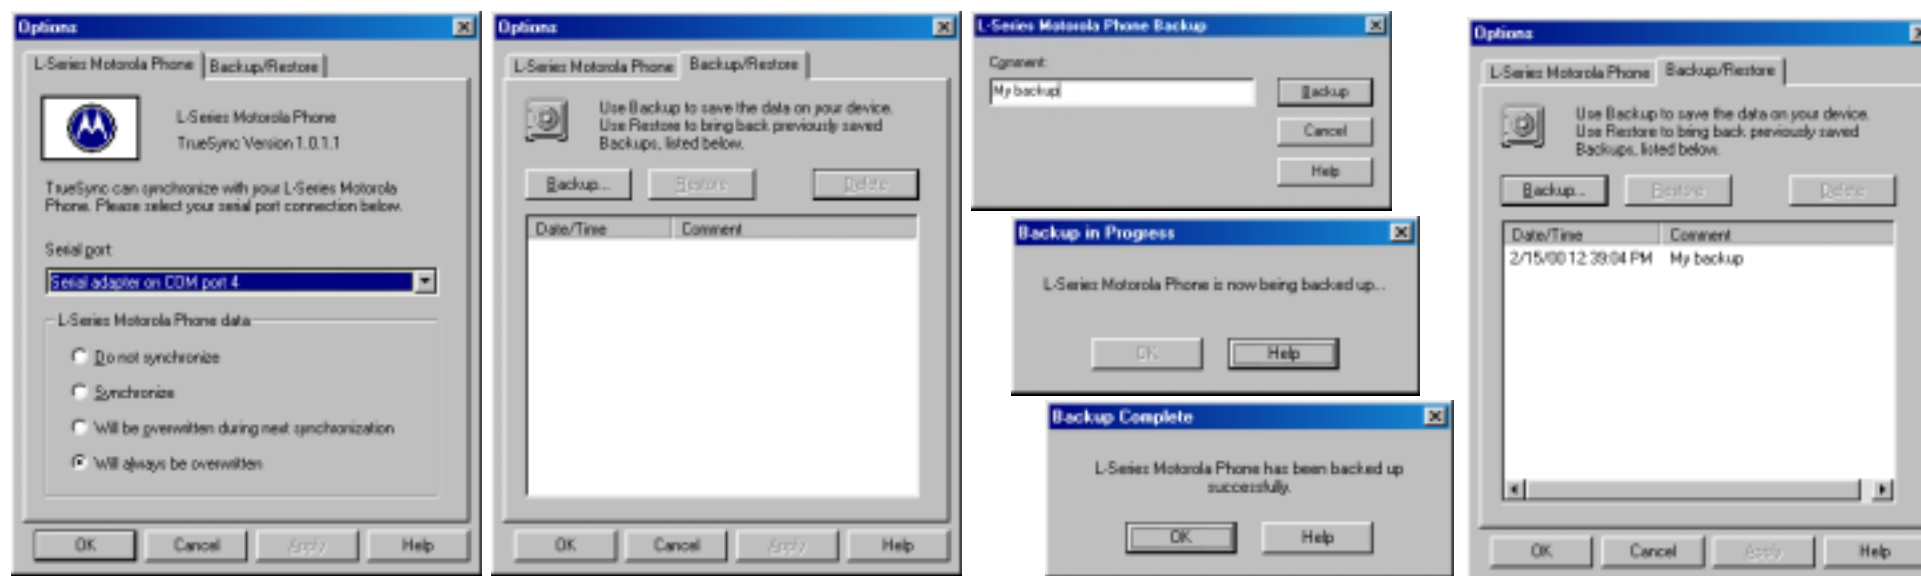 Options
L-Series Motorola Phone
Backup/Restore
L-Series Motorola Phone
TrueSync Version 1.0.1.1
TrueSync can synchronize with your L-Series Motorola
Phone. Please select your serial port connection below.
Serial port:
Serial adapter on COM port 4
L-Series Motorola Phone data
Do not synchronize
Synchronize
Will be overwritten during next synchronization
Will always be overwritten
OK
Cancel
Apply
Help
Options
L-Series Motorola Phone
Backup/Restore
Use Backup to save the data on your device.
Use Restore to bring back previously saved
Backups, listed below.
Backup...
Restore
Delete
Date/Time
Comment
OK
Cancel
Apply
Help
L-Series Motorola Phone Backup
Comment:
My backup
Backup
Cancel
Help
Backup in Progress
L-Series Motorola Phone is now being backed up...
OK
Help
Backup Complete
L-Series Motorola Phone has been backed up
successfully.
OK
Help
Options
L-Series Motorola Phone
Backup/Restore
Use Backup to save the data on your device.
Use Restore to bring back previously saved
Backups, listed below.
Backup...
Restore
Delete
Date/Time
Comment
2/15/00 12:39:04 PM
My backup
OK
Cancel
Apply
Help